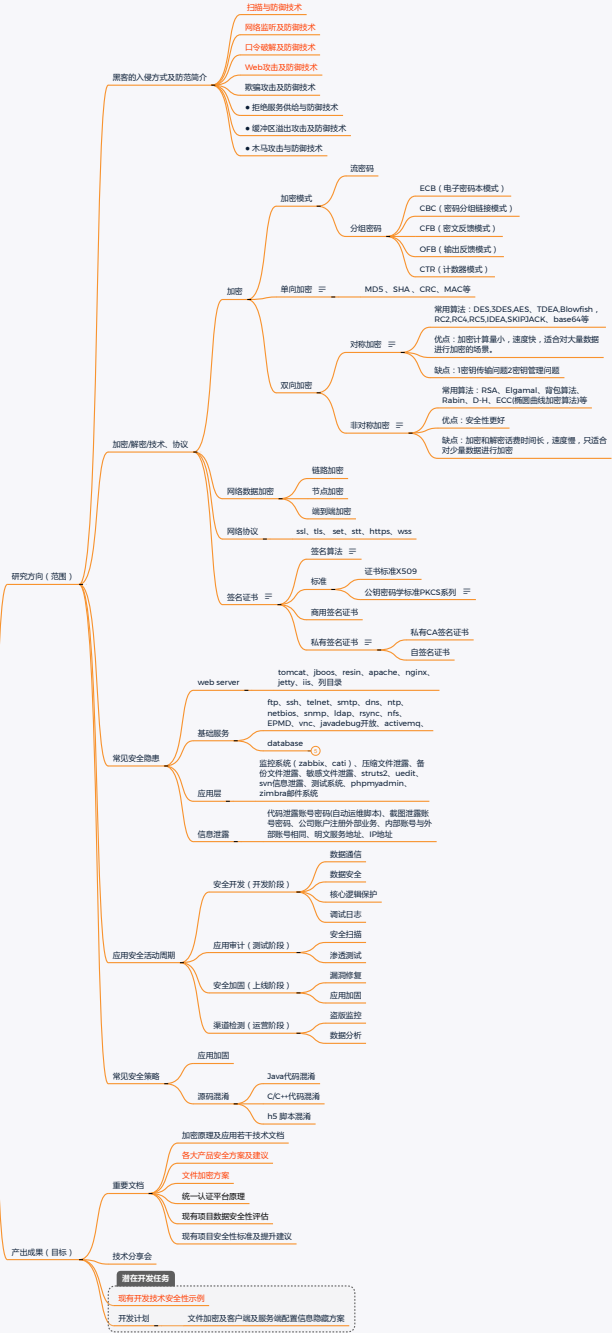 扫描与防御技术
网络监听及防御技术
口令破解及防御技术
Web攻击及防御技术
黑客的入侵方式及防范简介
欺骗攻击及防御技术
● 拒绝服务供给与防御技术
● 缓冲区溢出攻击及防御技术
● 木马攻击与防御技术
流密码
加密模式
ECB（电子密码本模式）
CBC（密码分组链接模式）
分组密码
CFB（密文反馈模式）
OFB（输出反馈模式）
CTR（计数器模式）
加密
单向加密
MD5 、SHA 、CRC、MAC等
常用算法：DES,3DES,AES、TDEA,Blowfish，
RC2,RC4,RC5,IDEA,SKIPJACK、base64等
对称加密
优点：加密计算量小，速度快，适合对大量数据
进行加密的场景。
缺点：1密钥传输问题2密钥管理问题
双向加密
常用算法：RSA、Elgamal、背包算法、
Rabin、D-H、ECC(椭圆曲线加密算法)等
非对称加密
优点：安全性更好
缺点：加密和解密话费时间长，速度慢，只适合
对少量数据进行加密
加密/解密/技术、协议
链路加密
网络数据加密
节点加密
端到端加密
网络协议
ssl、tls、 set、stt、https、wss
签名算法
标准
证书标准X509
公钥密码学标准PKCS系列
签名证书
商用签名证书
私有签名证书
私有CA签名证书
自签名证书
研究方向（范围）
web server
tomcat、jboos、resin、apache、nginx、
jetty、iis、列目录
基础服务
ftp、ssh、telnet、smtp、dns、ntp、
netbios、snmp、ldap、rsync、nfs、
EPMD、vnc、javadebug开放、activemq、
database
5
常见安全隐患
应用层
监控系统（zabbix、cati）、压缩文件泄露、备
份文件泄露、敏感文件泄露、struts2、uedit、
svn信息泄露、测试系统、phpmyadmin、
zimbra邮件系统
信息泄露
代码泄露账号密码(自动运维脚本)、截图泄露账
号密码、公司账户注册外部业务、内部账号与外
部账号相同、明文服务地址、IP地址
数据通信
安全开发（开发阶段）
数据安全
核心逻辑保护
调试日志
应用安全活动周期
应用审计（测试阶段）
安全扫描
渗透测试
安全加固（上线阶段）
漏洞修复
应用加固
渠道检测（运营阶段）
盗版监控
数据分析
常见安全策略
应用加固
源码混淆
Java代码混淆
C/C++代码混淆
h5 脚本混淆
加密原理及应用若干技术文档
各大产品安全方案及建议
重要文档
文件加密方案
统一认证平台原理
现有项目数据安全性评估
现有项目安全性标准及提升建议
产出成果（目标）
技术分享会
潜在开发任务
现有开发技术安全性示例
开发计划
文件加密及客户端及服务端配置信息隐藏方案